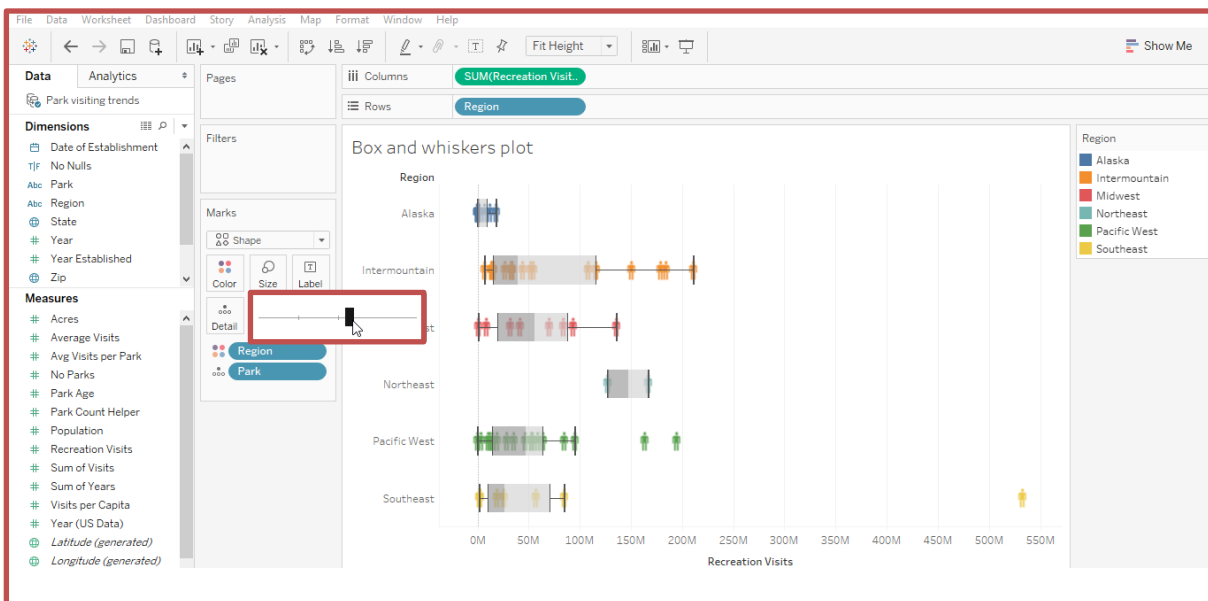 File Data Worksheet Dashboard Story Analysis Map Format Window Help
Fit Height
Show Me
Data Analytics
Park visiting trends
Dimensions
Date of Establishment
T|F No Nulls
Abc Park
Abc Region
State
# Year
# Year Established
Zip
Measures
# Acres
# Average Visits
# Avg Visits per Park
# No Parks
# Park Age
# Park Count Helper
# Population
# Recreation Visits
# Sum of Visits
# Sum of Years
# Visits per Capita
# Year (US Data)
Latitude (generated)
Longitude (generated)
Pages
Filters
Marks
Shape
Color Size Label
Detail
Region
Park
iii Columns SUM(Recreation Visit..
Rows Region
Box and whiskers plot
Region
Alaska
Intermountain
st
Northeast
Pacific West
Southeast
0M 50M 100M 150M 200M 250M 300M 350M 400M 450M 500M 550M
Recreation Visits
Region
Alaska
Intermountain
Midwest
Northeast
Pacific West
Southeast